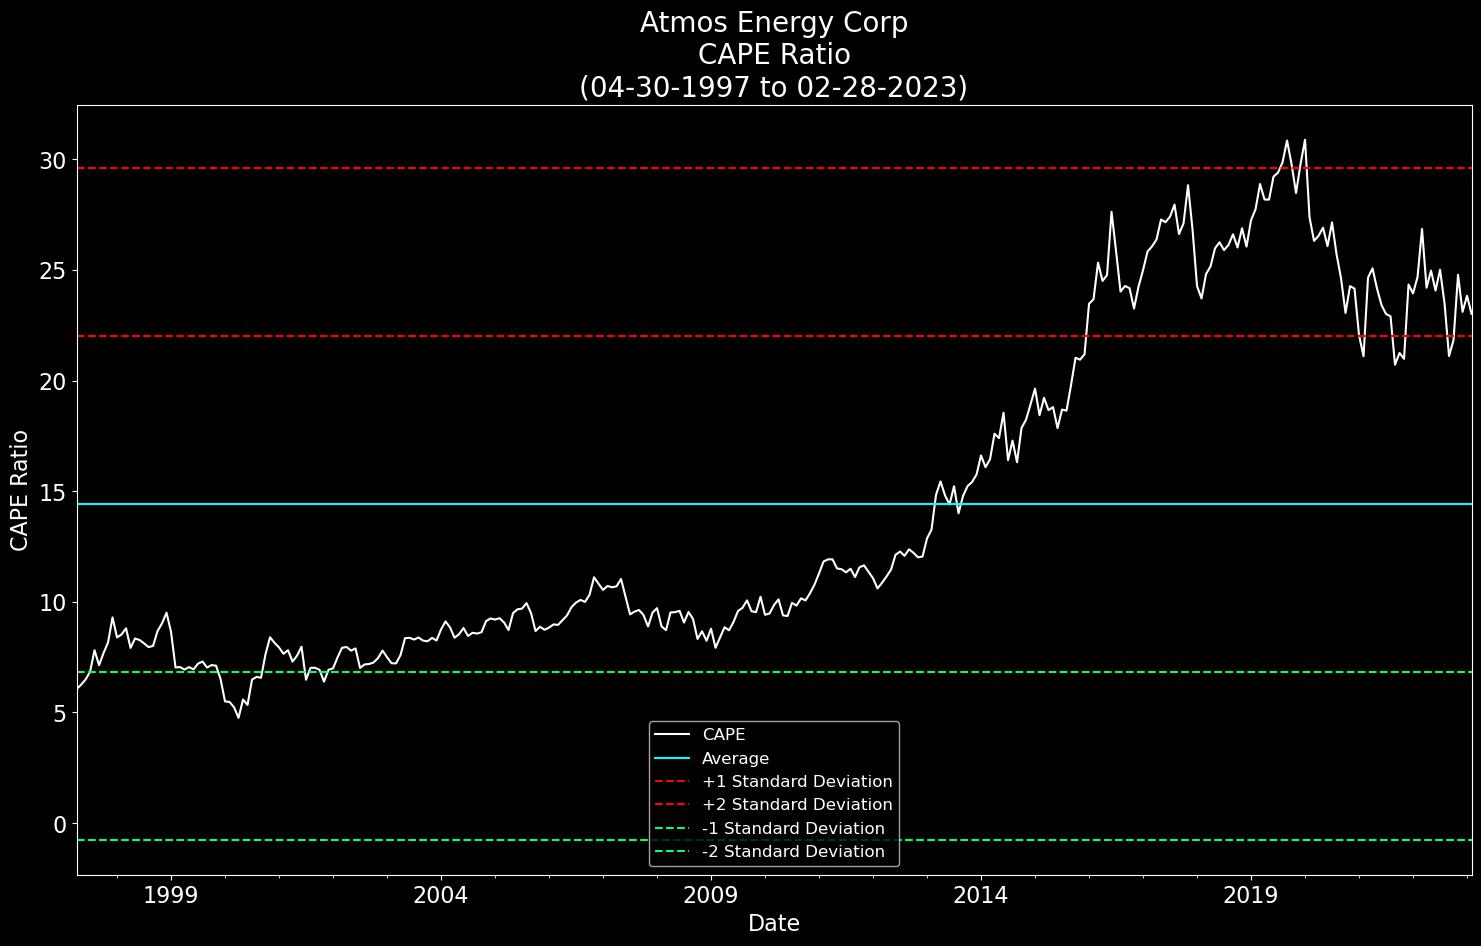 Atmos Energy Corp
CAPE Ratio
(04-30-1997 to 02-28-2023)
CAPE Ratio
30
25
20
15
10
5
0
CAPE
Average
+1 Standard Deviation
+2 Standard Deviation
-1 Standard Deviation
-2 Standard Deviation
1999 2004 2009 2014 2019
Date